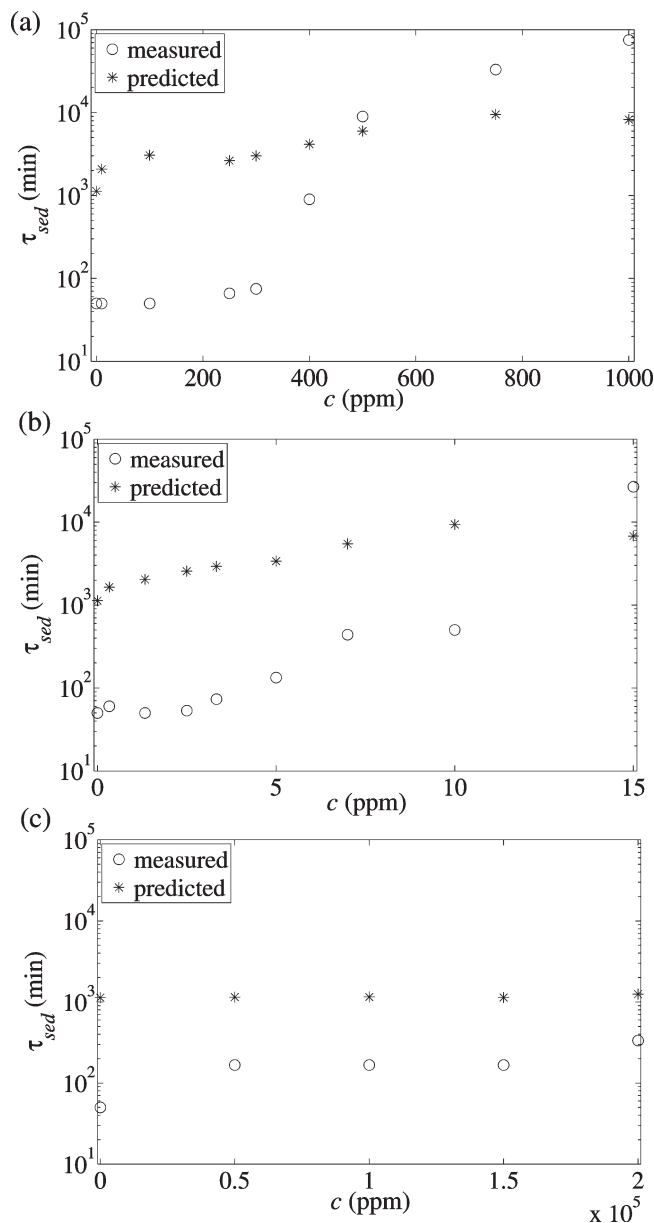 (a)
10^5
○ measured
* predicted
10^4
10^3
10^2
10^1
τ_sed (min)
0 200 400 600 800 1000
c (ppm)
(b)
10^5
○ measured
* predicted
10^4
10^3
10^2
10^1
τ_sed (min)
0 5 10 15
c (ppm)
(c)
10^5
○ measured
* predicted
10^4
10^3
10^2
10^1
τ_sed (min)
0 0.5 1 1.5 2
c (ppm)
x 10^5